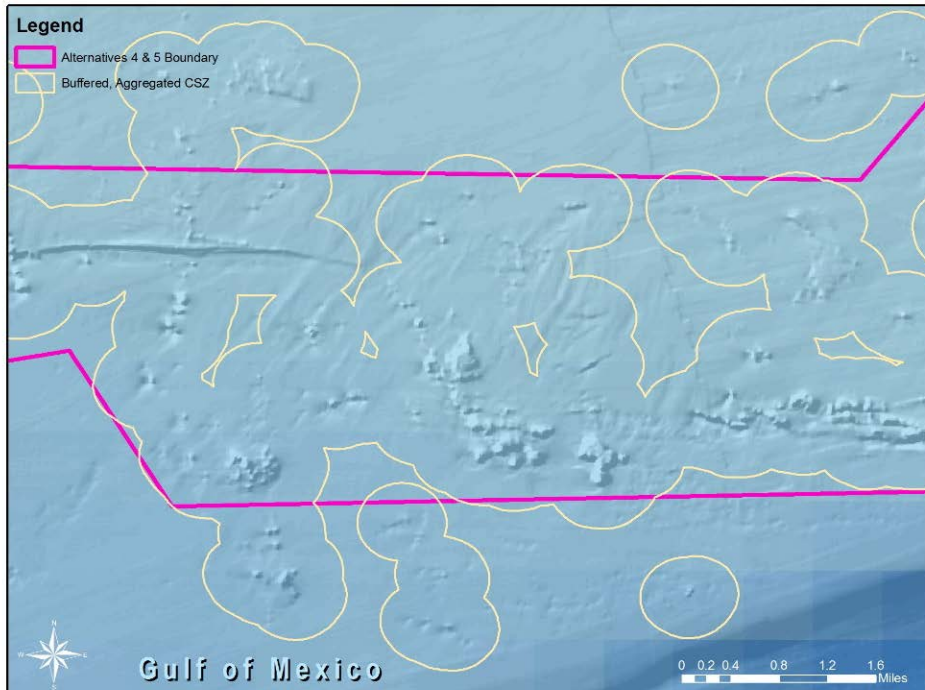 Legend
Alternatives 4 & 5 Boundary
Buffered, Aggregated CSZ
N
W
E
S
Gulf of Mexico
0 0.2 0.4 0.8 1.2 1.6
Miles